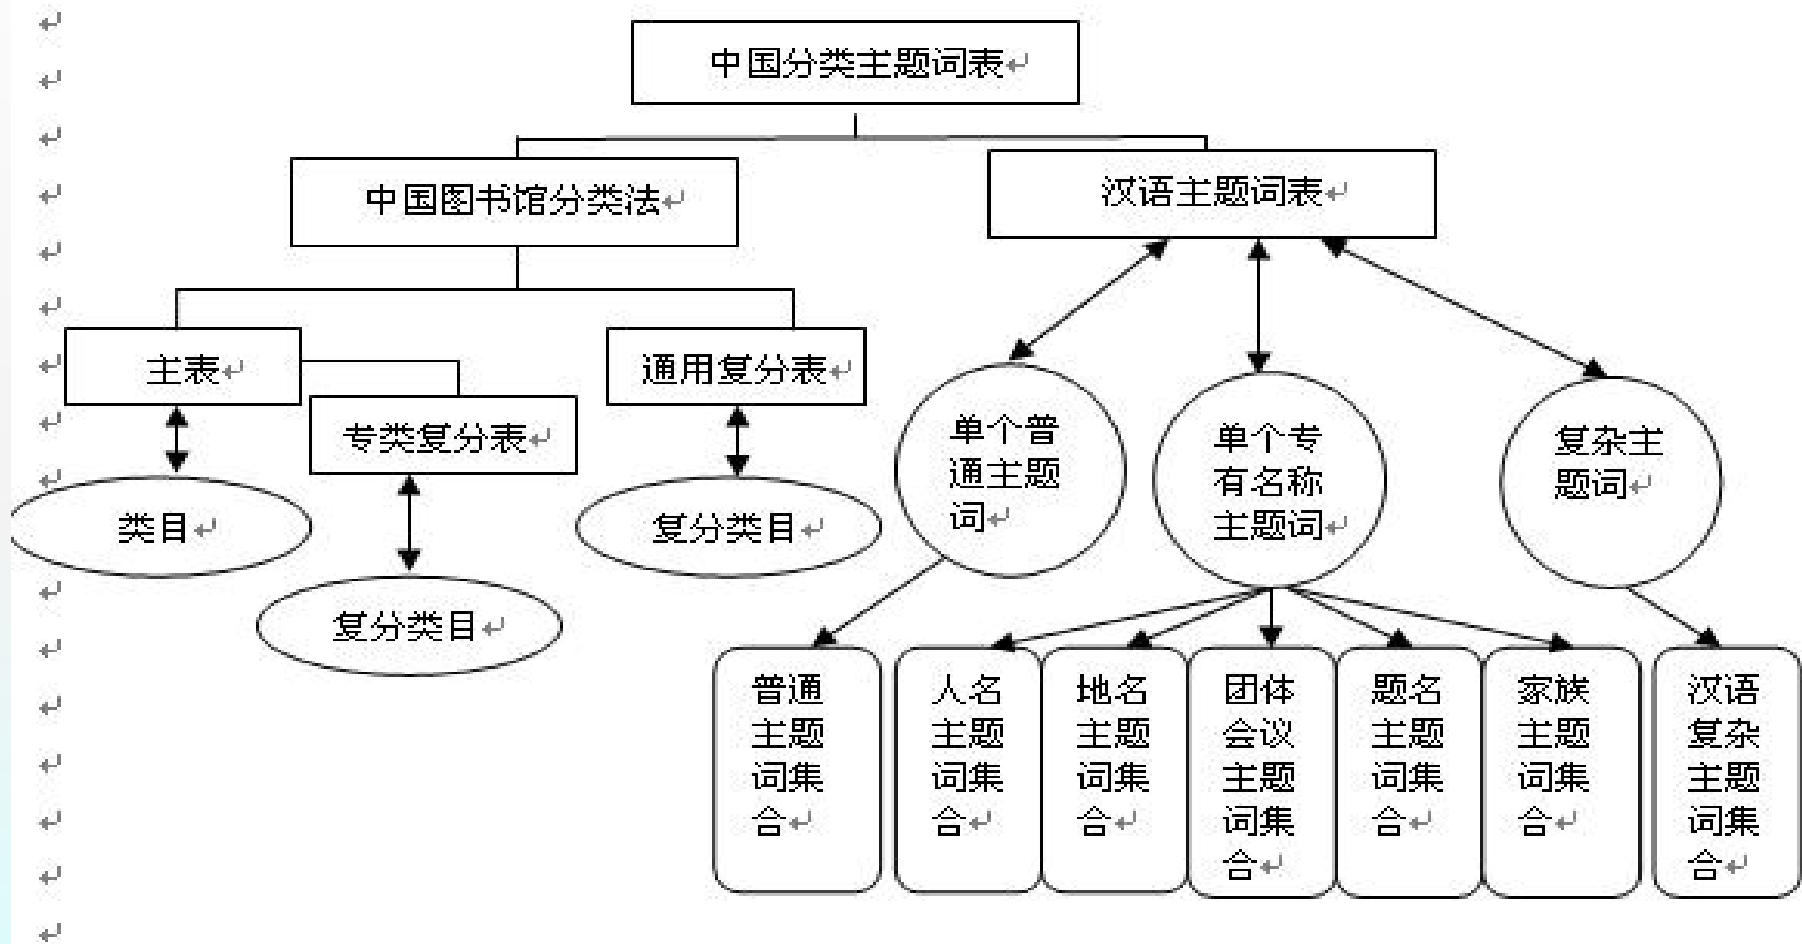 中国分类主题词表
中国图书馆分类法
汉语主题词表
主表
通用复分表
专类复分表
类目
复分类目
复分类目
单个普
通主题
词
单个专
有名称
主题词
复杂主
题词
普通
主题
词集
合
人名
主题
词集
合
地名
主题
词集
合
团体
会议
主题
词集
合
题名
主题
词集
合
家族
主题
词集
合
汉语
复杂
主题
词集
合